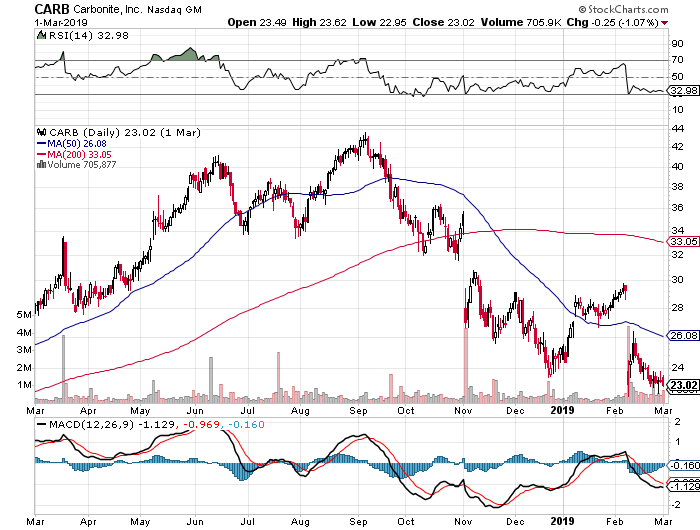 CARB Carbonite, Inc. Nasdaq GM © StockCharts.com
1-Mar-2019 Open 23.49 High 23.62 Low 22.95 Close 23.02 Volume 705.9K Chg -0.25 (-1.07%)
RSI(14) 32.98
90
70
50
32.98
30
CARB (Daily) 23.02 (1 Mar)
MA(50) 26.08
MA(200) 33.05
Volume 705,877
44
42
40
38
36
34
33.05
32
30
28
26.08
24
23.02
5M
4M
3M
2M
1M
Mar Apr May Jun Jul Aug Sep Oct Nov Dec 2019 Feb Mar
MACD(12,26,9) -1.129, -0.969, -0.160
2
1
-0.160
-1.129
-2
Mar Apr May Jun Jul Aug Sep Oct Nov Dec 2019 Feb Mar